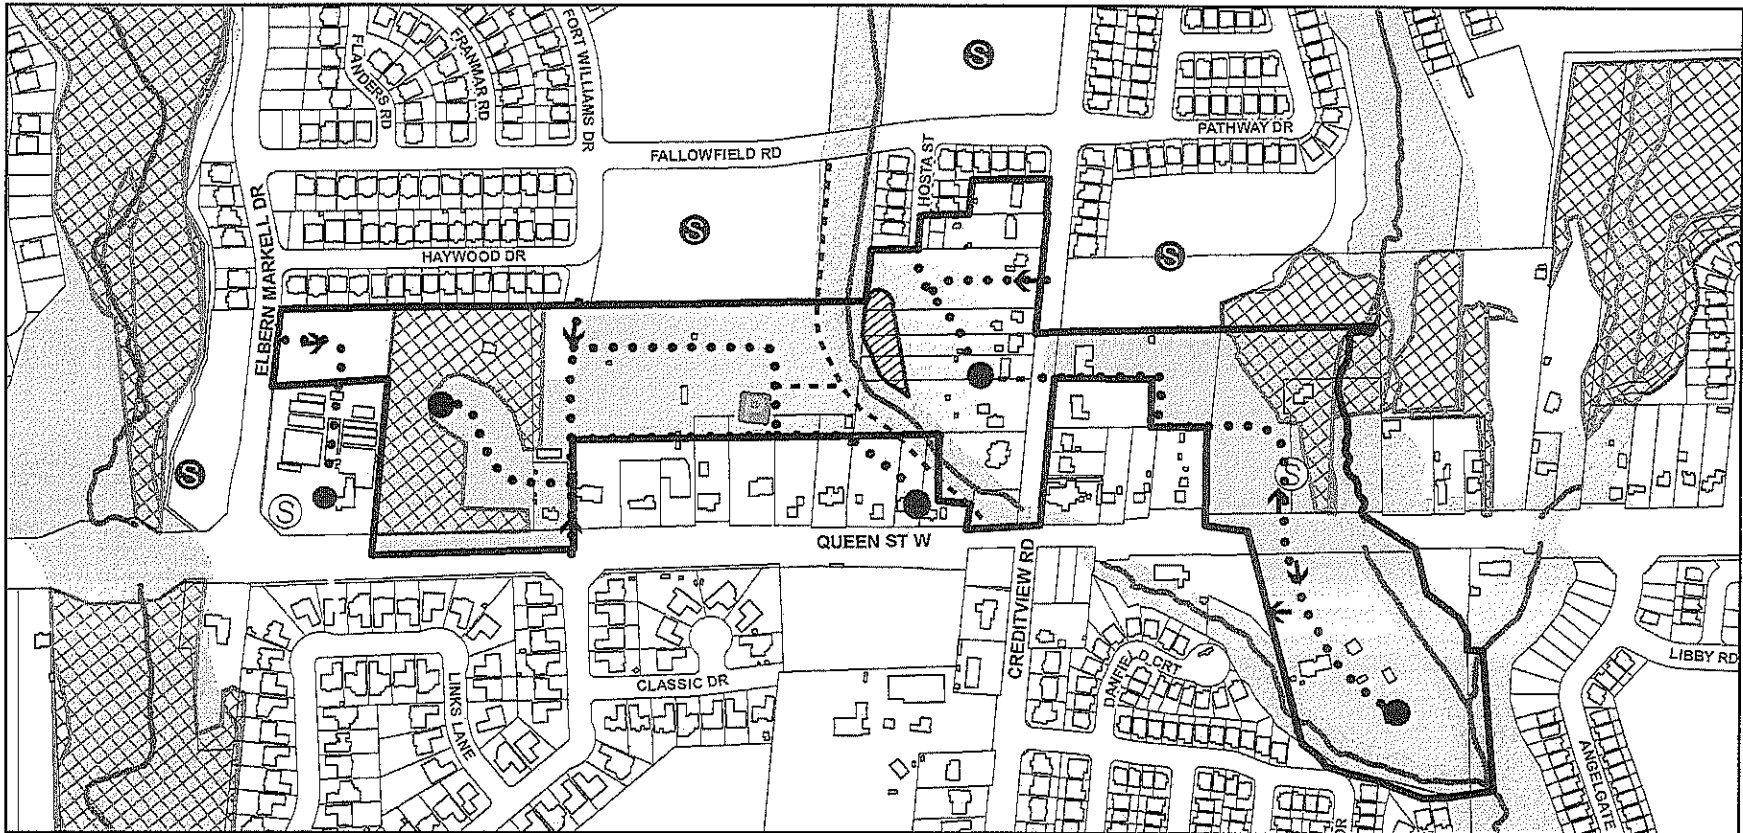 FLANDERS RD
FRANMAR RD
FORT WILLIAMS DR
S
PATHWAY DR
FALLOWFIELD RD
HOSTA ST
ELBERN MARKELL DR
S
HAYWOOD DR
S
S
S
S
QUEEN ST W
CREDITVIEW RD
DANFIELD CRT
LIBBY RD
CLASSIC DR
LINKS LANE
ANGELGATE
OR